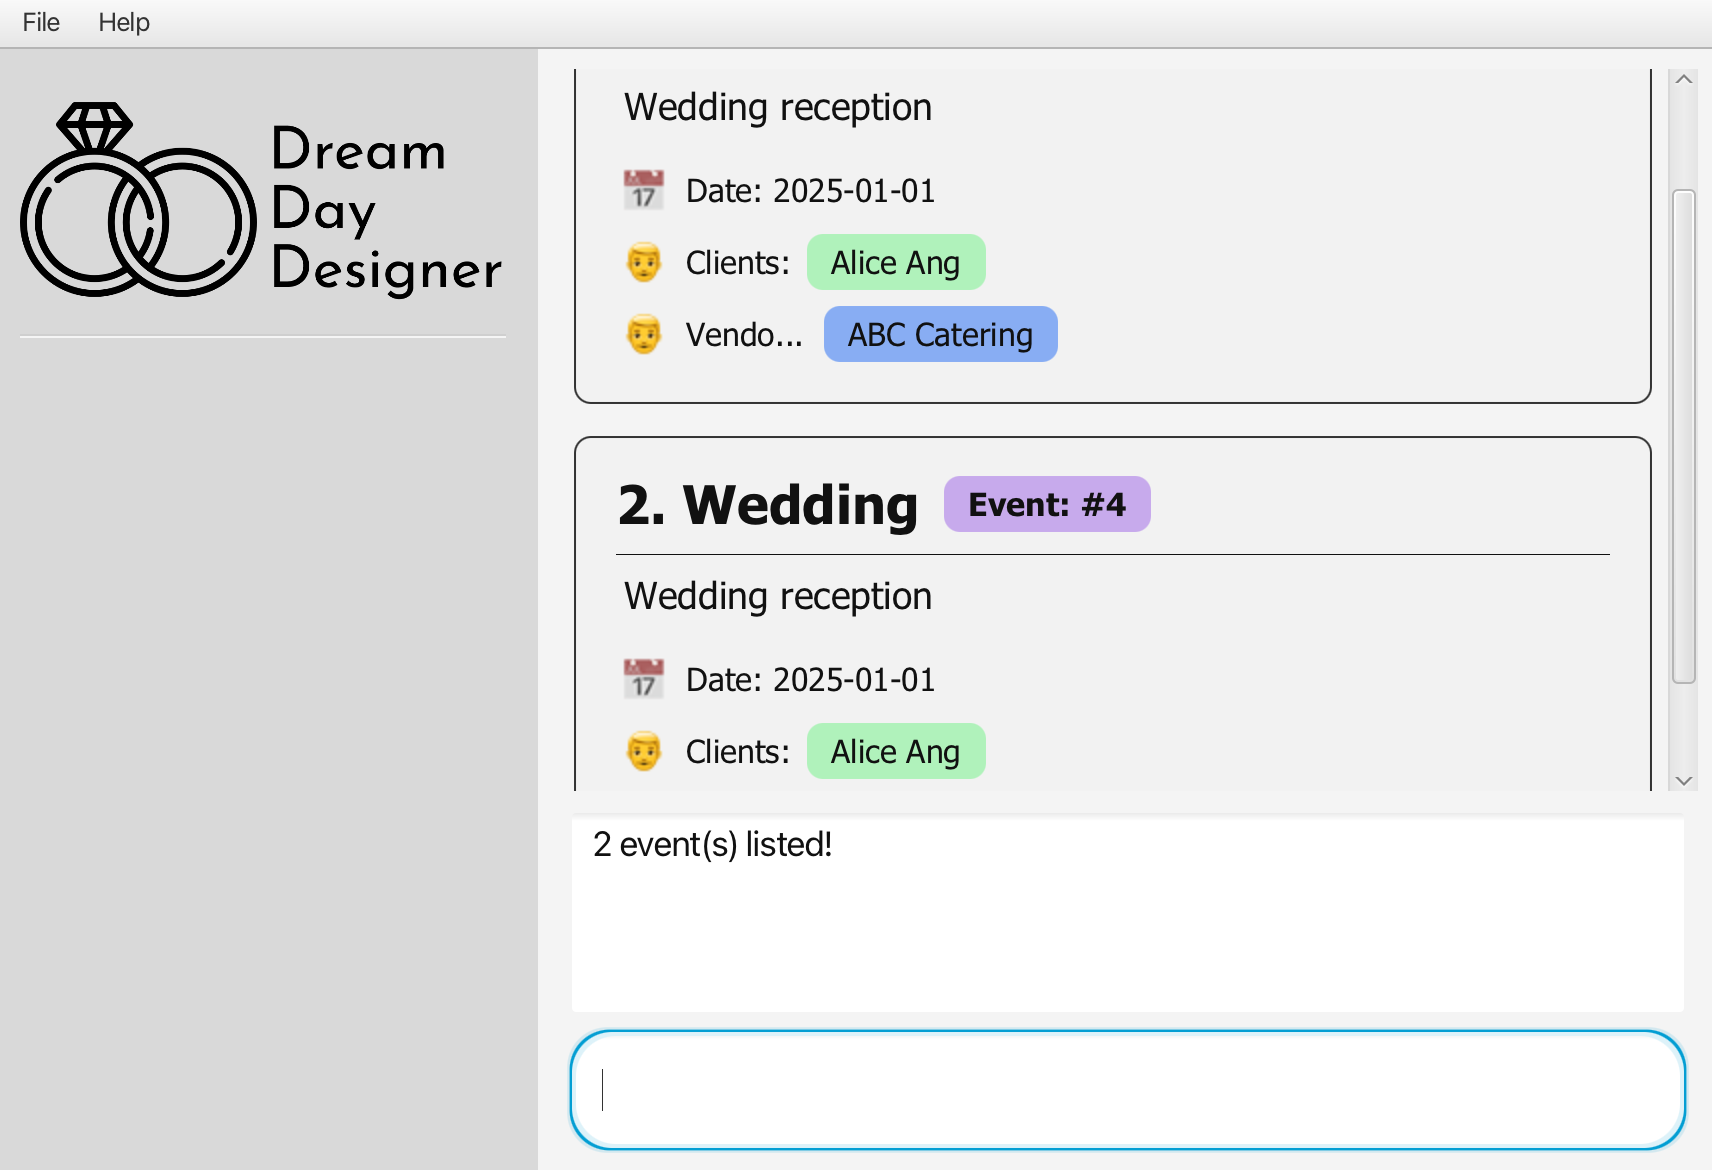 File Help
Dream
Day
Designer
Wedding reception
17 Date: 2025-01-01
Clients: Alice Ang
Vendo... ABC Catering
2. Wedding Event: #4
Wedding reception
17 Date: 2025-01-01
Clients: Alice Ang
2 event(s) listed!